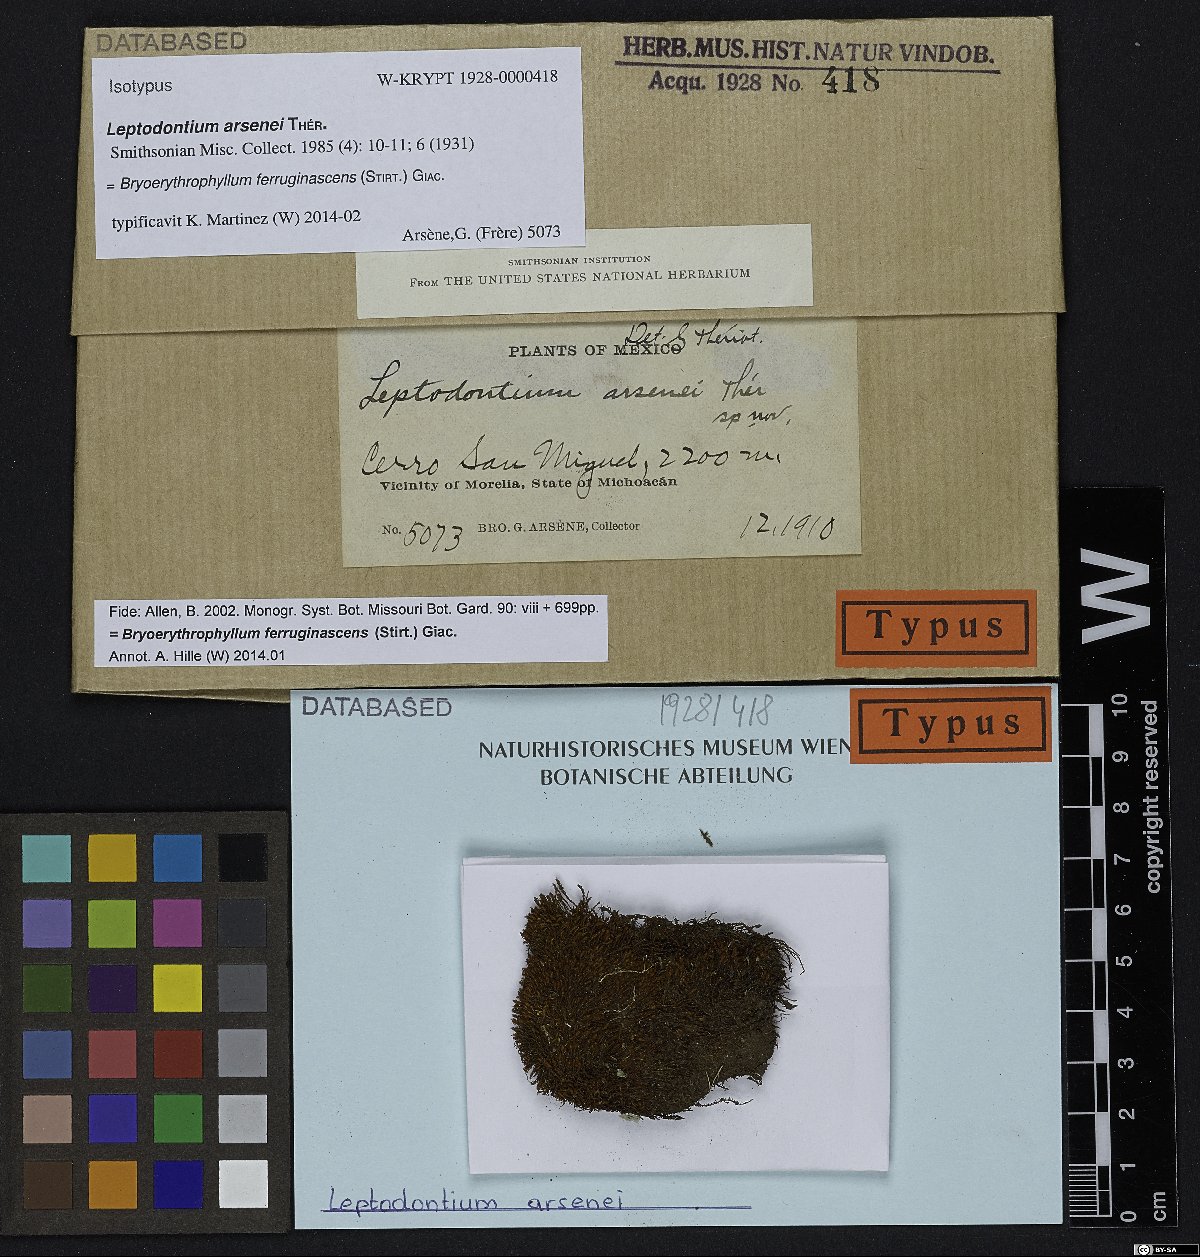 DATABASED
HERB.MUS.HIST.NATUR VINDOB.
Acqu. 1928 No. 418
Isotypus
W-KRYPT 1928-0000418
Leptodontium arsenei THÉR.
Smithsonian Misc. Collect. 1985 (4): 10-11; 6 (1931)
= Bryoerythrophyllum ferruginascens (STIRT.) GIAC.
typificavit K. Martinez (W) 2014-02
Arsène,G. (Frère) 5073
SMITHSONIAN INSTITUTION
FROM THE UNITED STATES NATIONAL HERBARIUM
Det. G Thériot.
PLANTS OF MEXICO
Leptodontium arsenei Thér
sp nov.
Cerro San Miguel, 2200 m.
Vicinity of Morelia, State of Michoacán
No. 5073 BRO. G. ARSÈNE, Collector 12.1910
Fide: Allen, B. 2002. Monogr. Syst. Bot. Missouri Bot. Gard. 90: viii + 699pp.
= Bryoerythrophyllum ferruginascens (Stirt.) Giac.
Annot. A. Hille (W) 2014.01
Typus
DATABASED
1928/418
Typus
NATURHISTORISCHES MUSEUM WIEN
BOTANISCHE ABTEILUNG
Leptodontium arsenei
W
10
9
8
7
6
5
4
3
2
1
0
cm
copyright reserved
cc BY-SA